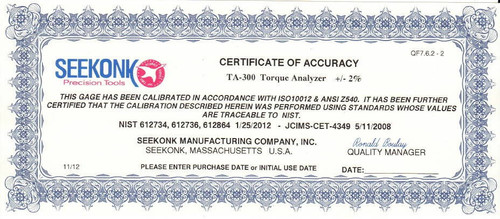 QF7.6.2 - 2
SEEKONK
Precision Tools
CERTIFICATE OF ACCURACY
TA-300 Torque Analyzer +/- 2%
THIS GAGE HAS BEEN CALIBRATED IN ACCORDANCE WITH ISO10012 & ANSI Z540. IT HAS BEEN FURTHER
CERTIFIED THAT THE CALIBRATION DESCRIBED HEREIN WAS PERFORMED USING STANDARDS WHOSE VALUES
ARE TRACEABLE TO NIST.
NIST 612734, 612736, 612864 1/25/2012 - JCIMS-CET-4349 5/11/2008
SEEKONK MANUFACTURING COMPANY, INC.
SEEKONK, MASSACHUSETTS U.S.A.
Ronald Boulay
QUALITY MANAGER
11/12
PLEASE ENTER PURCHASE DATE or INITIAL USE DATE
DATE: